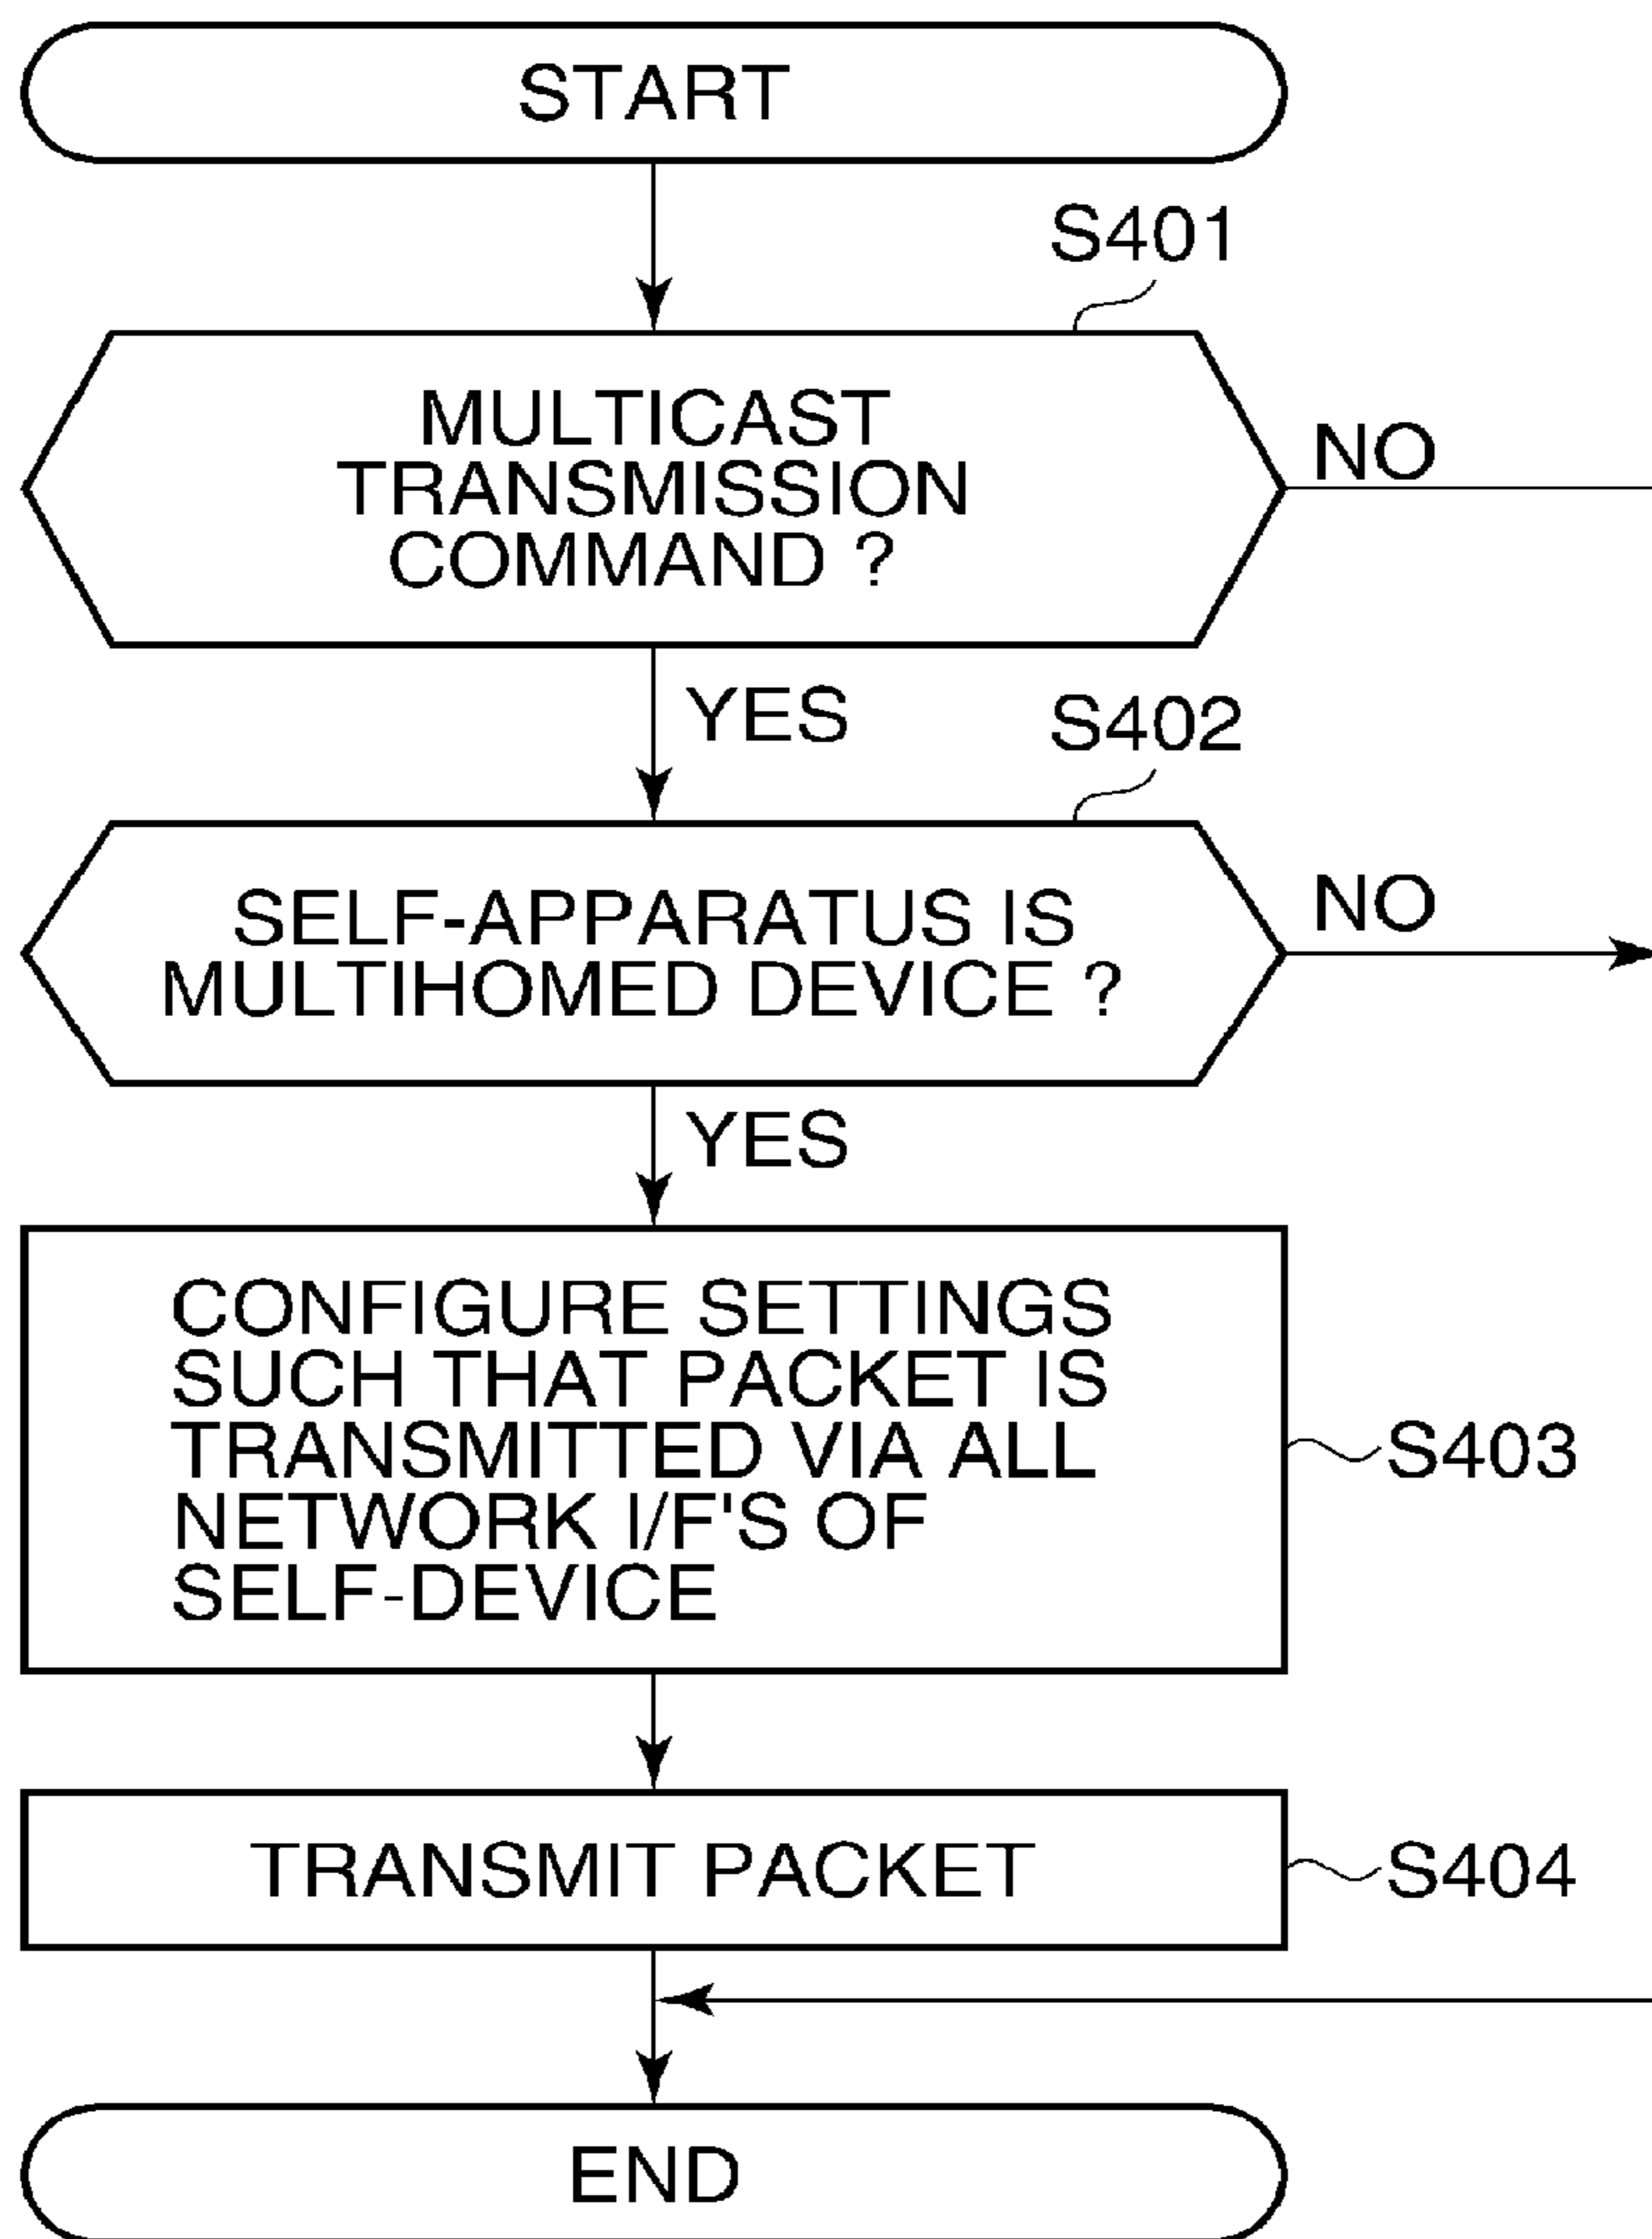 START
S401
MULTICAST
TRANSMISSION
COMMAND ?
NO
YES
S402
SELF-APPARATUS IS
MULTIHOMED DEVICE ?
NO
YES
CONFIGURE SETTINGS
SUCH THAT PACKET IS
TRANSMITTED VIA ALL
NETWORK I/F'S OF
SELF-DEVICE
S403
TRANSMIT PACKET
S404
END